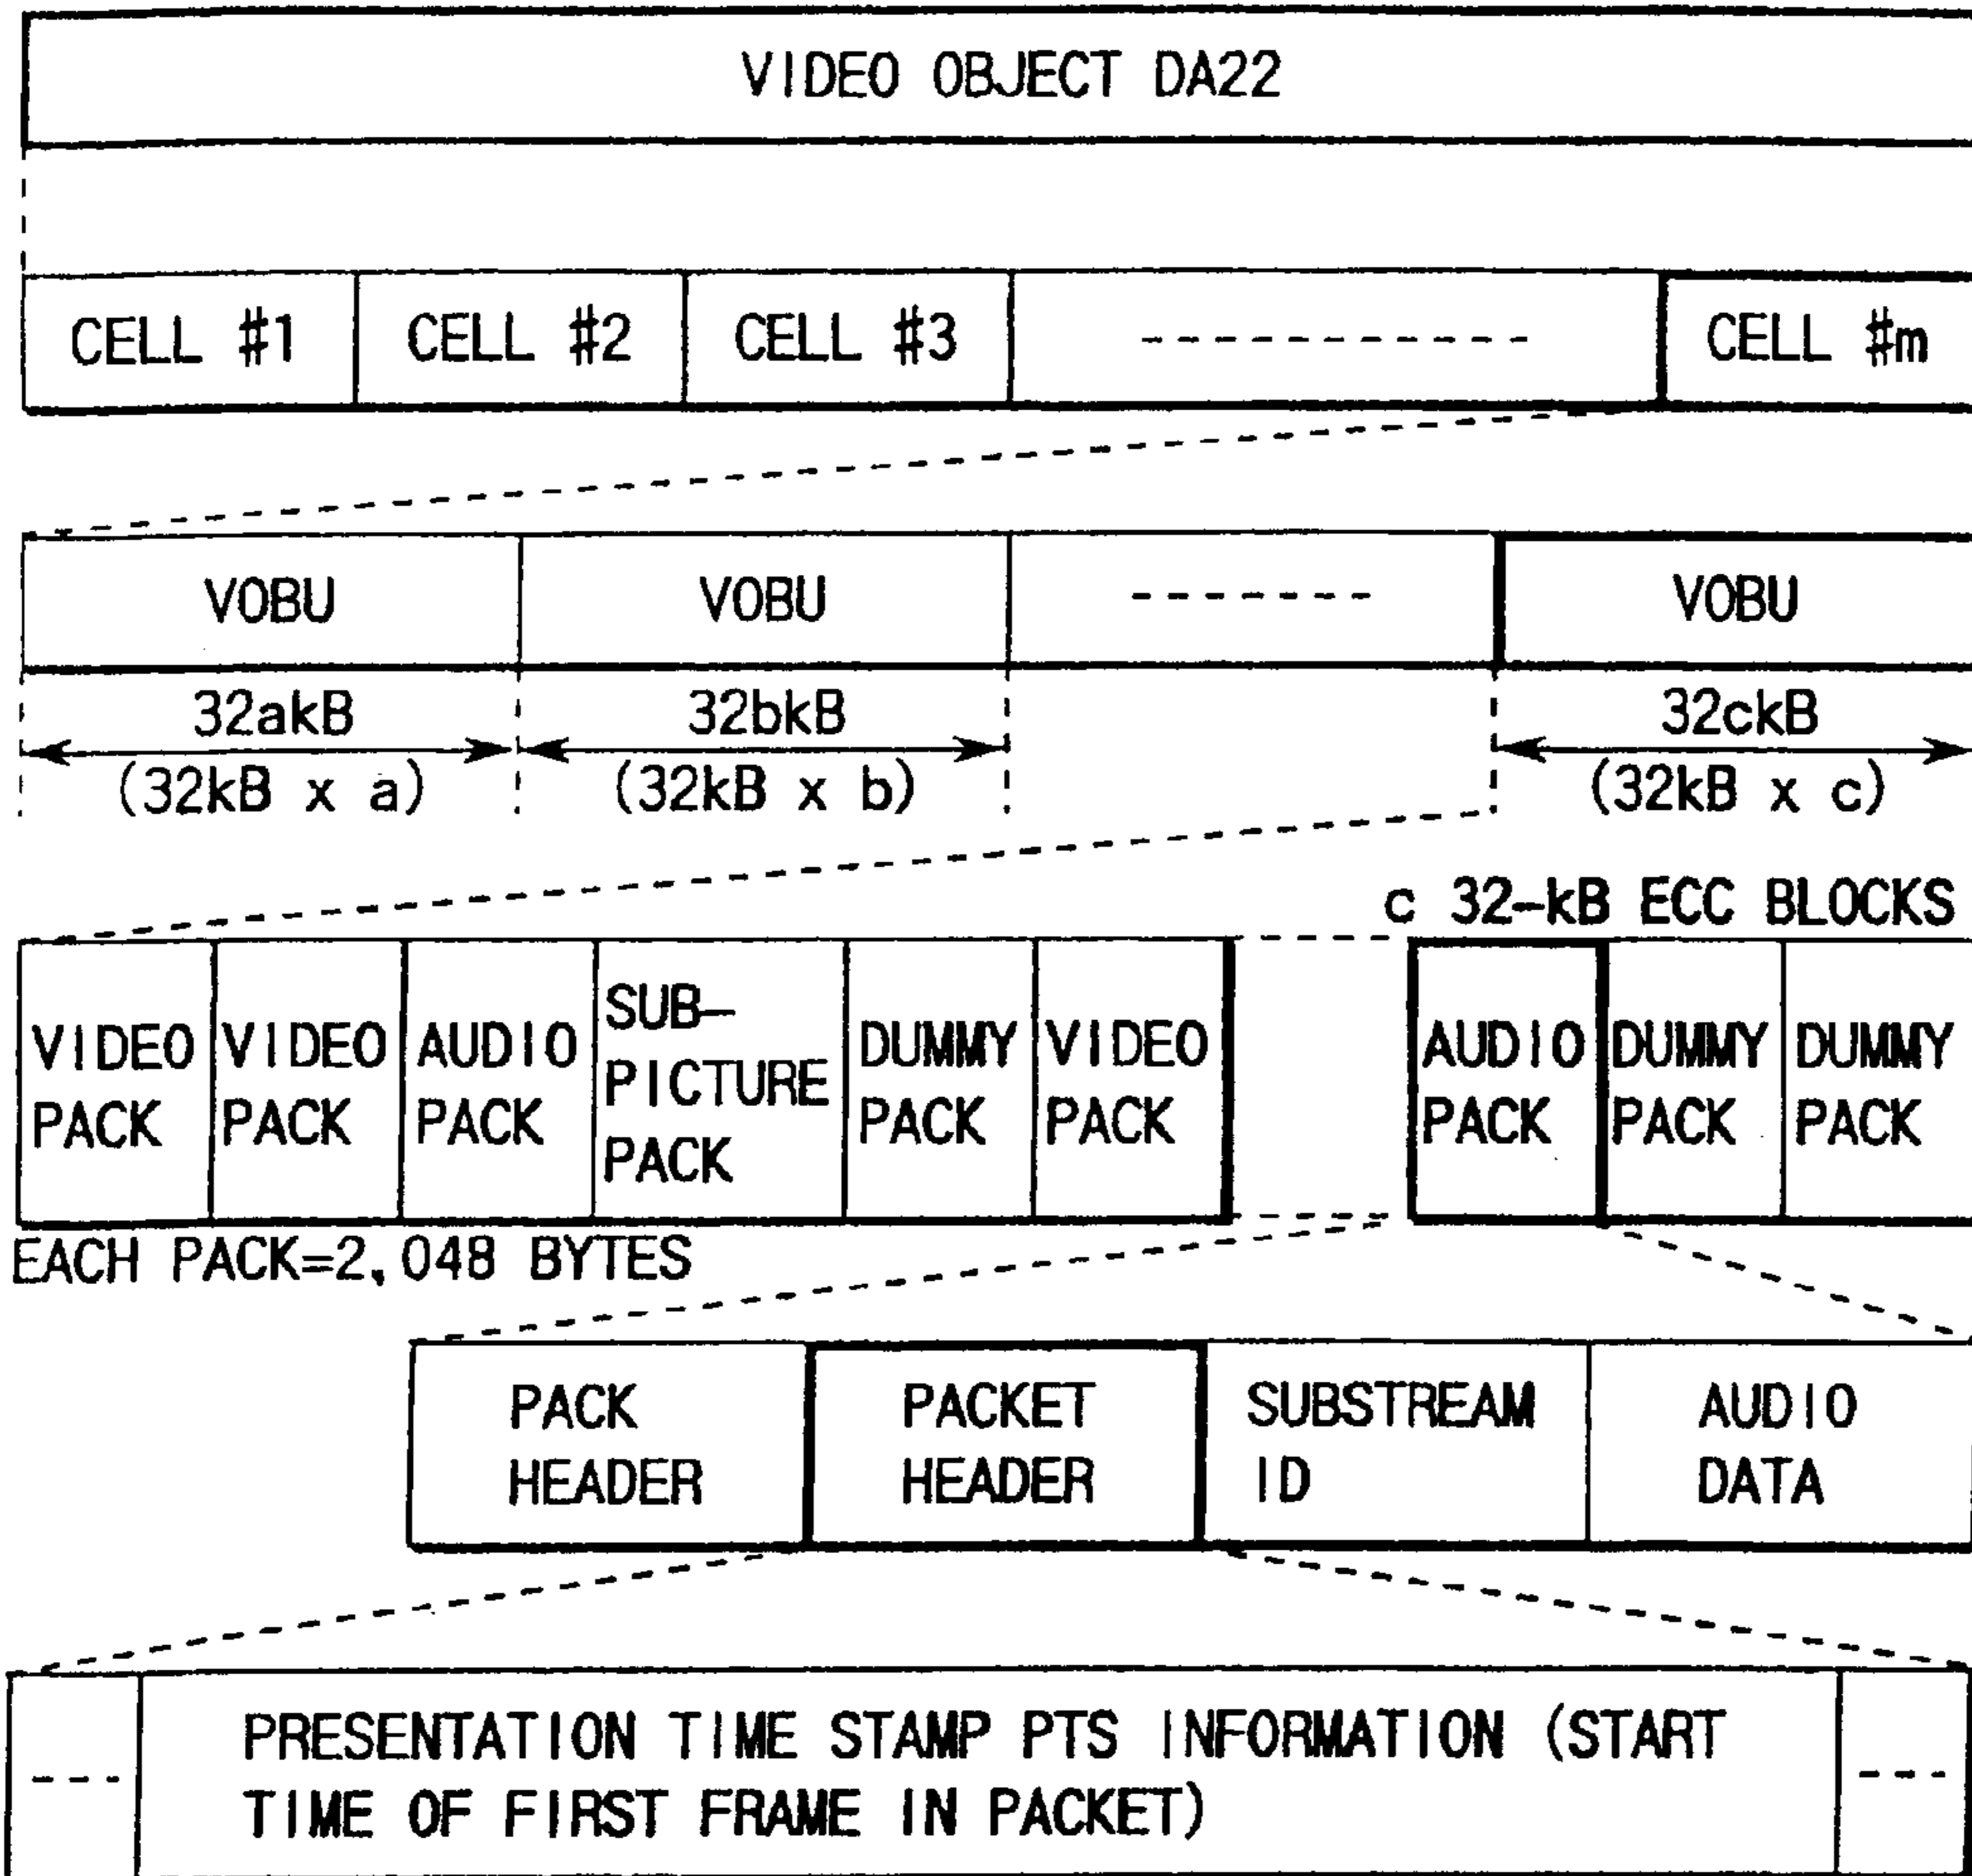 VIDEO OBJECT DA22
CELL #1 CELL #2 CELL #3 ------------ CELL #m
VOBU VOBU ------- VOBU
32akB 32bkB 32ckB
(32kB x a) (32kB x b) (32kB x c)
c 32-kB ECC BLOCKS
VIDEO PACK
VIDEO PACK
AUDIO PACK
SUB-
PICTURE
PACK
DUMMY PACK
VIDEO PACK
AUDIO PACK
DUMMY PACK
DUMMY PACK
EACH PACK=2,048 BYTES
PACK
HEADER
PACKET
HEADER
SUBSTREAM
ID
AUDIO
DATA
--- PRESENTATION TIME STAMP PTS INFORMATION (START ---
TIME OF FIRST FRAME IN PACKET)